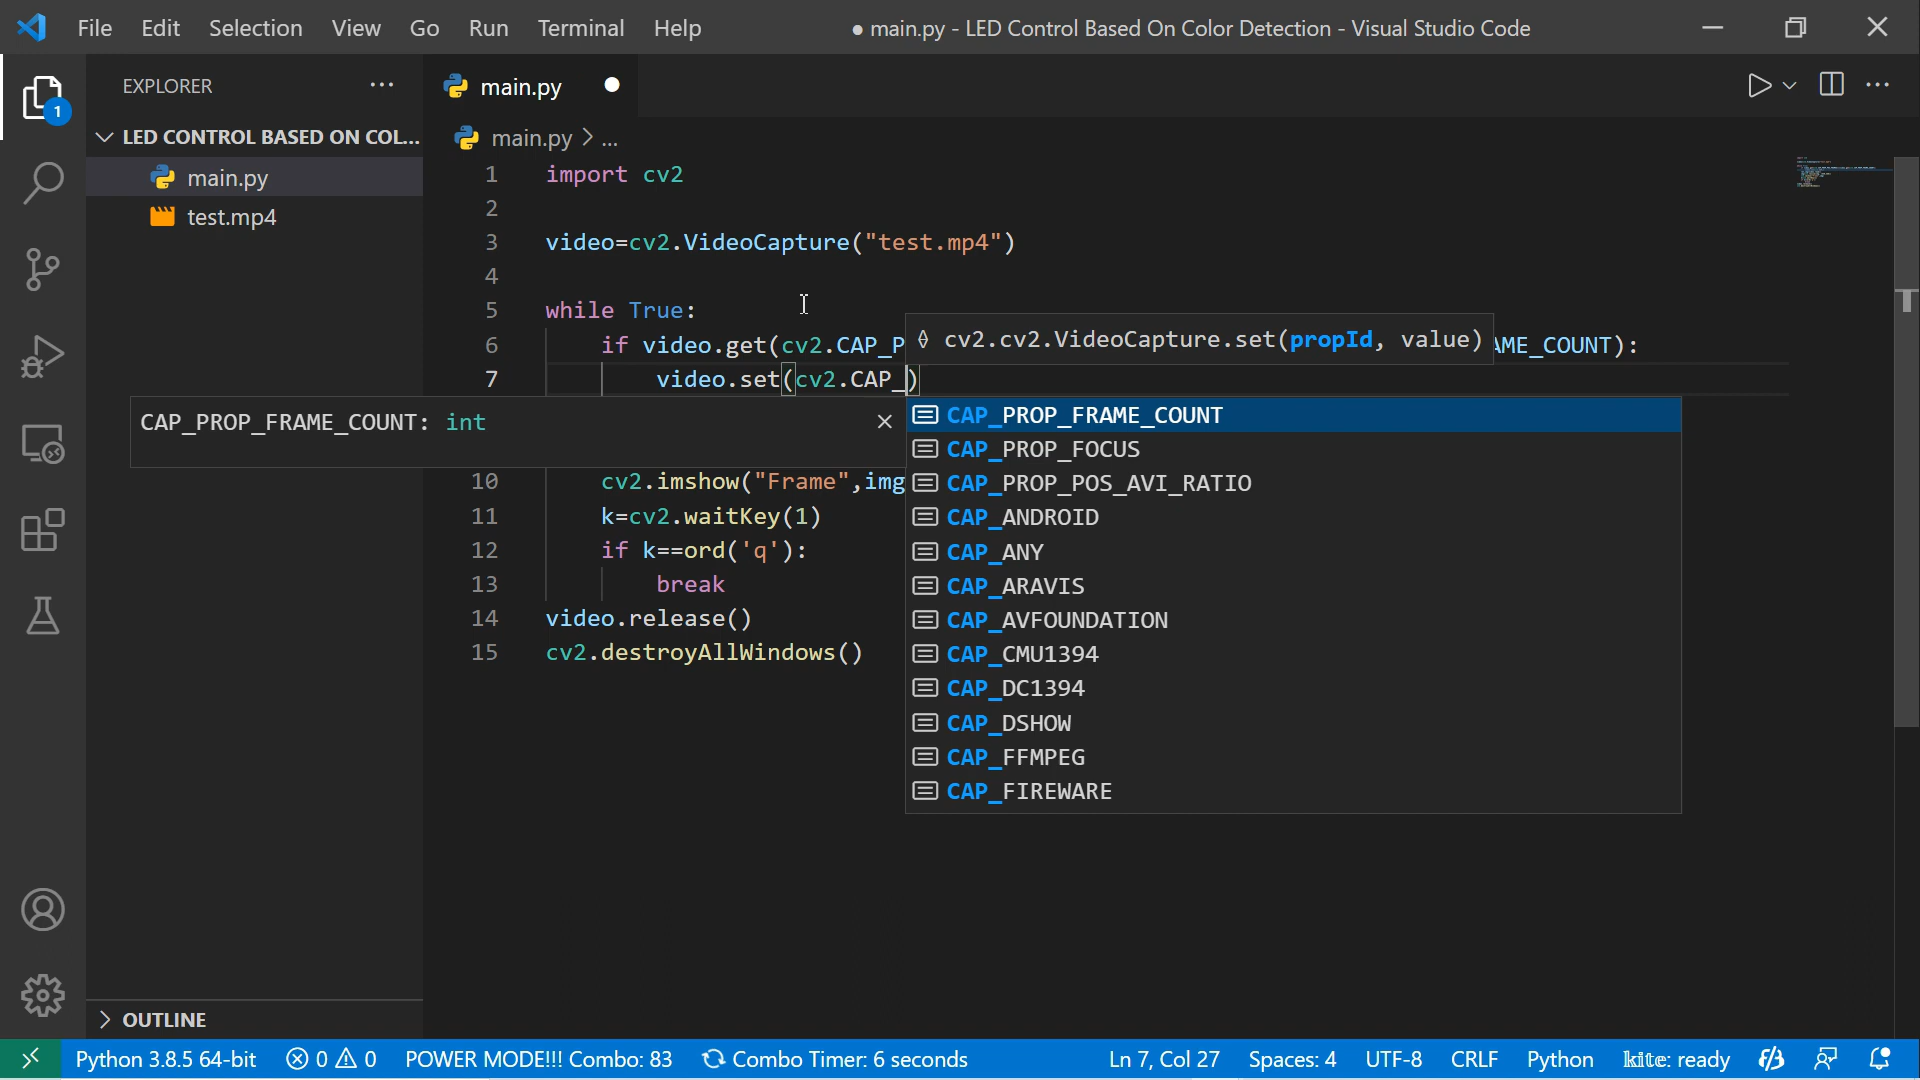 File Edit Selection View Go Run Terminal Help
● main.py - LED Control Based On Color Detection - Visual Studio Code
EXPLORER
1
LED CONTROL BASED ON COL...
main.py
test.mp4
OUTLINE
main.py
main.py > ...
1 import cv2
2
3 video=cv2.VideoCapture("test.mp4")
4
5 while True:
6 if video.get(cv2.CAP_P
AME_COUNT):
cv2.cv2.VideoCapture.set(propId, value)
7 video.set(cv2.CAP_)
CAP_PROP_FRAME_COUNT: int
10 cv2.imshow("Frame",img
11 k=cv2.waitKey(1)
12 if k==ord('q'):
13 break
14 video.release()
15 cv2.destroyAllWindows()
CAP_PROP_FRAME_COUNT
CAP_PROP_FOCUS
CAP_PROP_POS_AVI_RATIO
CAP_ANDROID
CAP_ANY
CAP_ARAVIS
CAP_AVFOUNDATION
CAP_CMU1394
CAP_DC1394
CAP_DSHOW
CAP_FFMPEG
CAP_FIREWARE
Python 3.8.5 64-bit 0 0 POWER MODE!!! Combo: 83 Combo Timer: 6 seconds Ln 7, Col 27 Spaces: 4 UTF-8 CRLF Python kite: ready